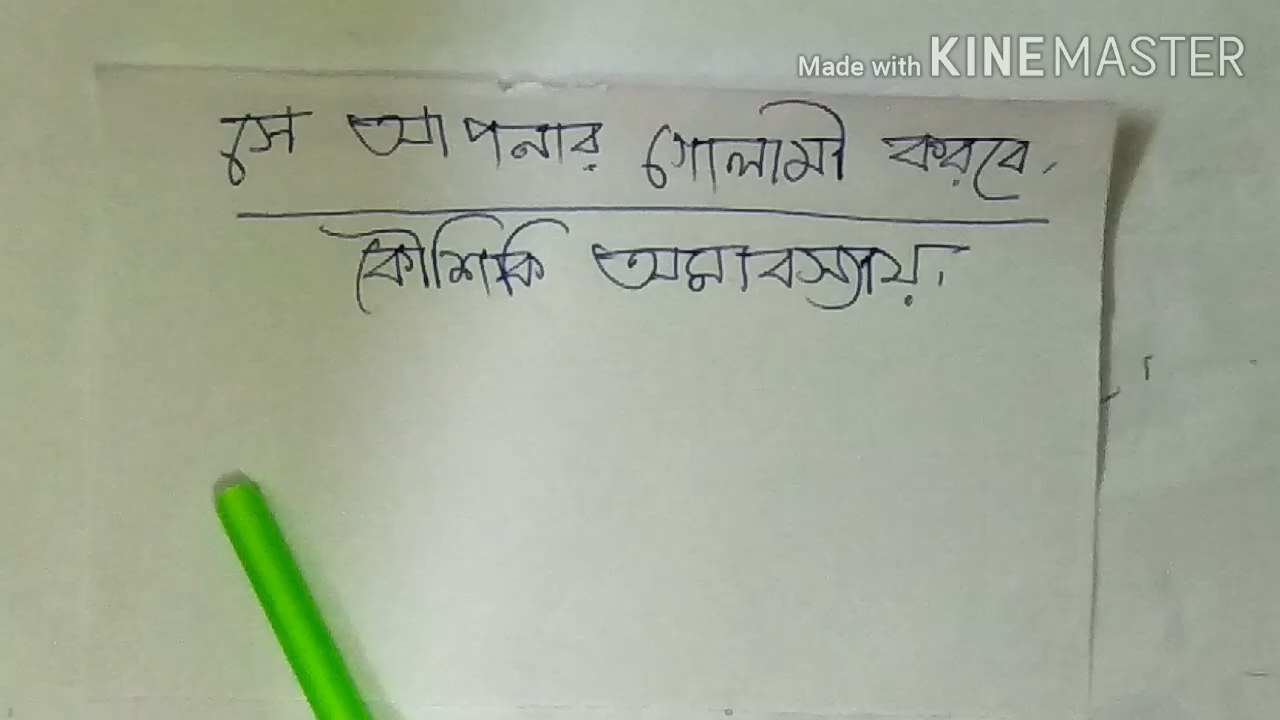 Made with KINEMASTER
সে আপনার গোলামী করবে,
কৌশিকি অমাবস্যায়,